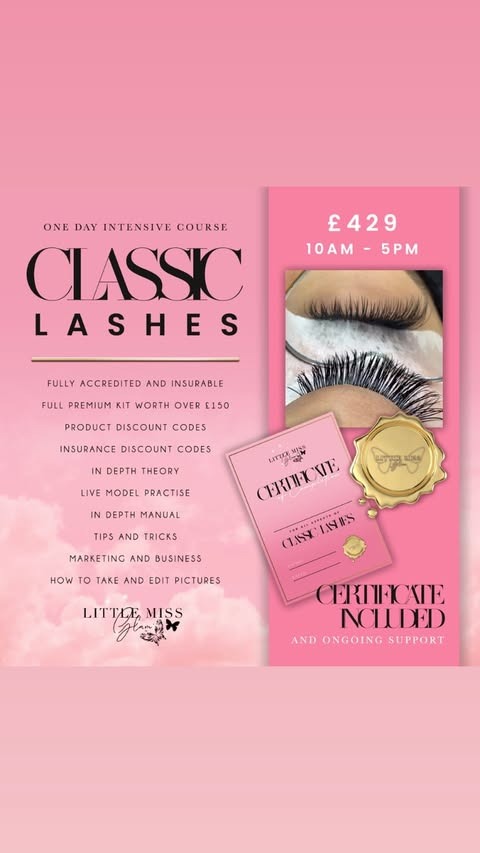 ONE DAY INTENSIVE COURSE
CLASSIC
LASHES
FULLY ACCREDITED AND INSURABLE
FULL PREMIUM KIT WORTH OVER £150
PRODUCT DISCOUNT CODES
INSURANCE DISCOUNT CODES
IN DEPTH THEORY
LIVE MODEL PRACTISE
IN DEPTH MANUAL
TIPS AND TRICKS
MARKETING AND BUSINESS
HOW TO TAKE AND EDIT PICTURES
LITTLE MISS
Glam
£429
10AM - 5PM
LITTLE MISS
Glam
CERTIFICATE
CLASSIC LASHES
LITTLE MISS
Glam
CERTIFICATE
INCLUDED
AND ONGOING SUPPORT